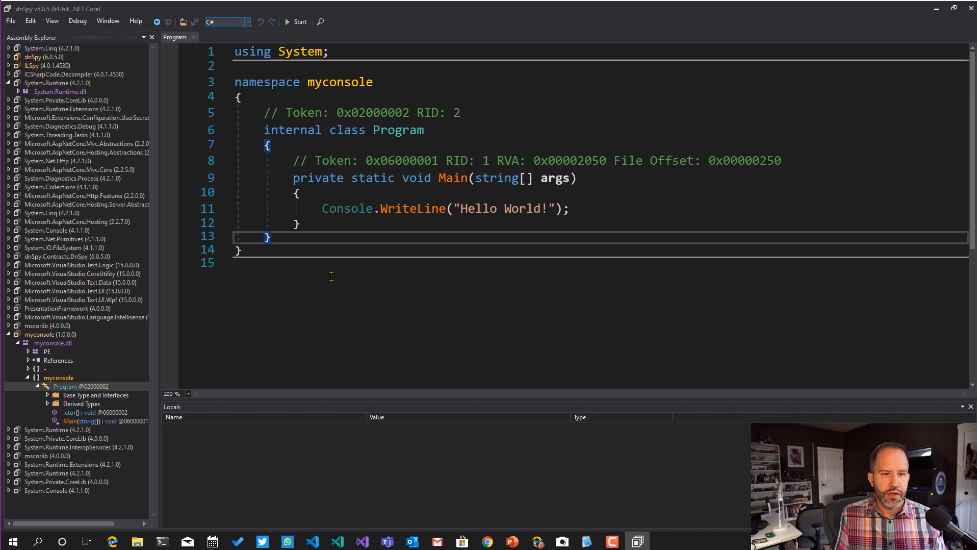 dnSpy v6.0.5 (64-bit, .NET Core)
File Edit View Debug Window Help C# Start
Assembly Explorer
System.Linq (4.2.1.0)
dnSpy (6.0.5.0)
ILSpy (4.0.1.4530)
ICSharpCode.Decompiler (4.0.1.4530)
System.Runtime (4.2.1.0)
System.Runtime.dll
System.Private.CoreLib (4.0.0.0)
System.Runtime.Extensions (4.2.1.0)
Microsoft.Extensions.Configuration.UserSecret
System.Diagnostics.Debug (4.1.1.0)
System.Threading.Tasks (4.1.1.0)
Microsoft.AspNetCore.Mvc.Abstractions (2.2.0.0)
Microsoft.AspNetCore.Hosting.Abstractions (2.2.0.0)
System.Net.Http (4.2.1.0)
Microsoft.AspNetCore.Mvc.Core (2.2.5.0)
System.Diagnostics.Process (4.2.1.0)
System.Collections (4.1.1.0)
Microsoft.AspNetCore.Http.Features (2.2.0.0)
Microsoft.AspNetCore.Hosting.Server.Abstract
System.Linq (4.2.1.0)
Microsoft.AspNetCore.Hosting (2.2.7.0)
System.Console (4.1.1.0)
System.Net.Primitives (4.1.1.0)
System.IO.FileSystem (4.1.1.0)
dnSpy.Contracts.DnSpy (6.0.5.0)
Microsoft.VisualStudio.Text.Logic (15.0.0.0)
Microsoft.VisualStudio.CoreUtility (15.0.0.0)
Microsoft.VisualStudio.Text.Data (15.0.0.0)
Microsoft.VisualStudio.Text.UI (15.0.0.0)
Microsoft.VisualStudio.Text.UI.Wpf (15.0.0.0)
PresentationFramework (4.0.0.0)
Microsoft.VisualStudio.Language.Intellisense (1
mscorlib (4.0.0.0)
myconsole (1.0.0.0)
myconsole.dll
PE
References
{ } -
{ } myconsole
Program @02000002
Base Type and Interfaces
Derived Types
.ctor() : void @06000002
Main(string[]) : void @06000001
System.Runtime (4.2.1.0)
System.Private.CoreLib (4.0.0.0)
System.Runtime.InteropServices (4.2.1.0)
mscorlib (4.0.0.0)
System.Runtime.Extensions (4.2.1.0)
System.Runtime (4.2.1.0)
System.Private.CoreLib (4.0.0.0)
System.Console (4.1.1.0)
Program
1 using System;
2
3 namespace myconsole
4 {
5 // Token: 0x02000002 RID: 2
6 internal class Program
7 {
8 // Token: 0x06000001 RID: 1 RVA: 0x00002050 File Offset: 0x00000250
9 private static void Main(string[] args)
10 {
11 Console.WriteLine("Hello World!");
12 }
13 }
14 }
15
200 %
Locals
Name Value Type